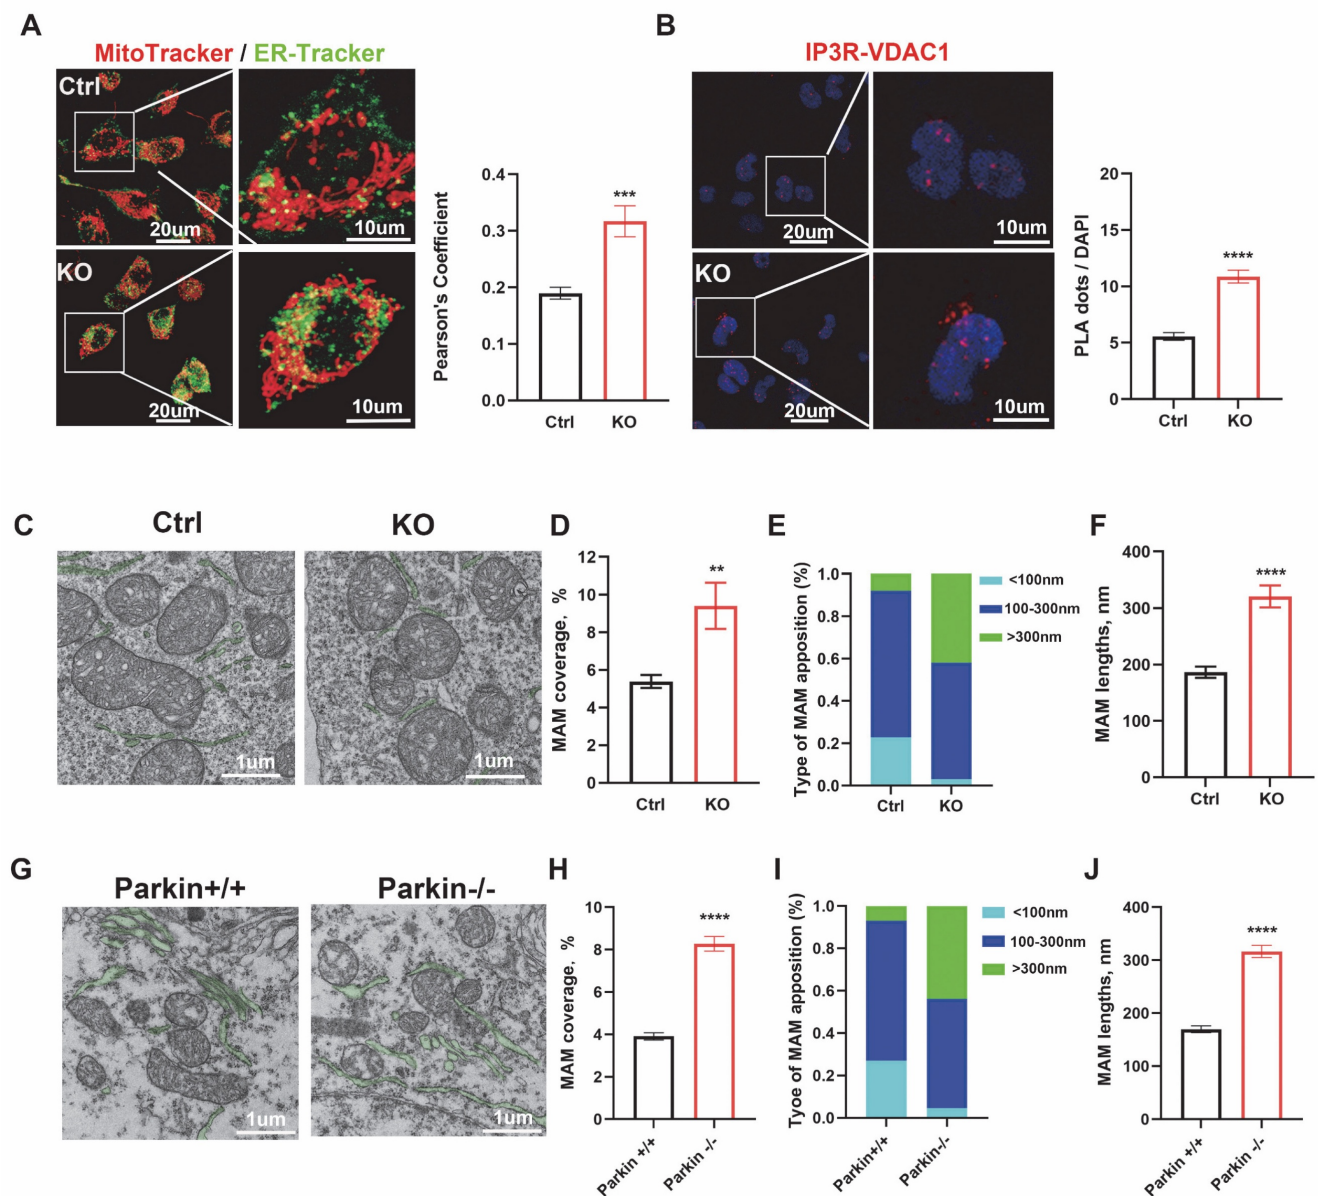 A
MitoTracker / ER-Tracker
Ctrl
20um
10um
KO
20um
10um
Pearson's Coefficient
0.4
0.3
0.2
0.1
0.0
***
Ctrl
KO
B
IP3R-VDAC1
20um
10um
KO
20um
10um
PLA dots / DAPI
20
15
10
5
0
****
Ctrl
KO
C
Ctrl
KO
1um
1um
D
MAM coverage, %
12
10
8
6
4
2
0
**
Ctrl
KO
E
Type of MAM apposition (%)
1.0
0.8
0.6
0.4
0.2
0.0
Ctrl
KO
<100nm
100-300nm
>300nm
F
MAM lengths, nm
400
300
200
100
0
****
Ctrl
KO
G
Parkin+/+
Parkin-/-
1um
1um
H
MAM coverage, %
10
8
6
4
2
0
****
Parkin +/+
Parkin -/-
I
Tyoe of MAM apposition (%)
1.0
0.8
0.6
0.4
0.2
0.0
Parkin+/+
Parkin-/-
<100nm
100-300nm
>300nm
J
MAM lengths, nm
400
300
200
100
0
****
Parkin +/+
Parkin -/-